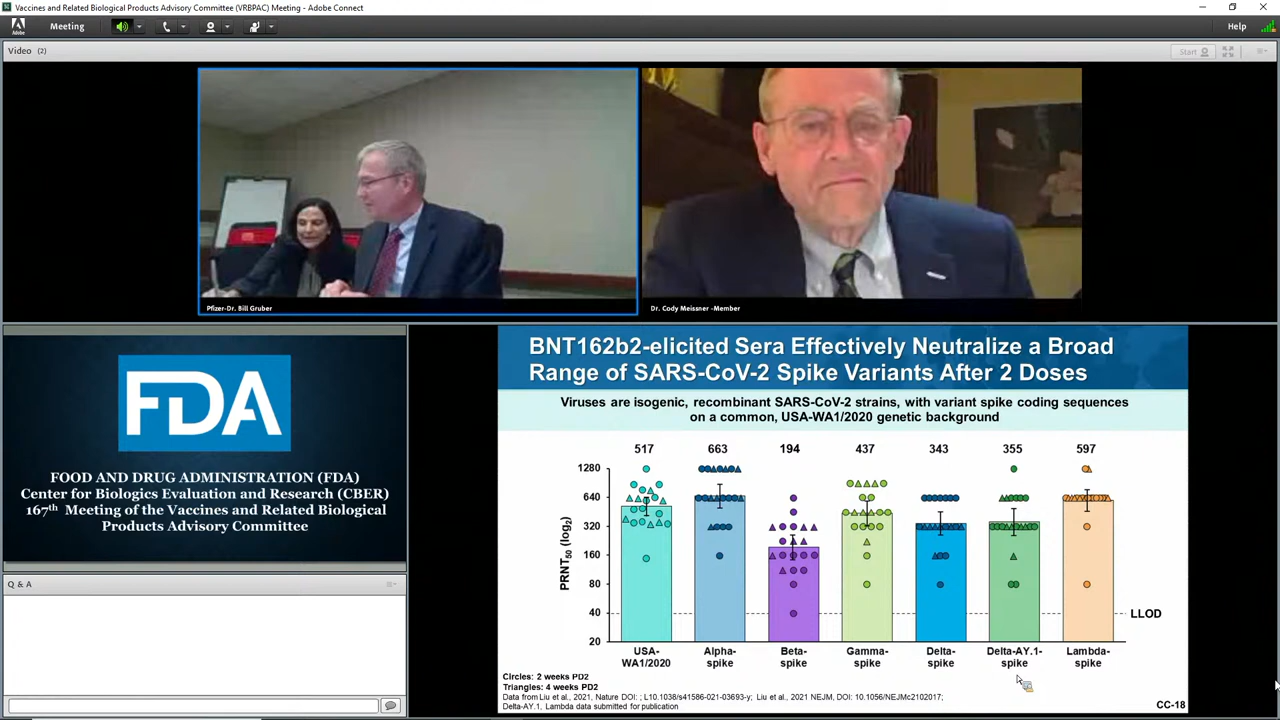 Vaccines and Related Biological Products Advisory Committee (VRBPAC) Meeting - Adobe Connect
Adobe
Meeting
Help
Video (2)
Start
Pfizer-Dr. Bill Gruber
Dr. Cody Meissner -Member
FDA
FOOD AND DRUG ADMINISTRATION (FDA)
Center for Biologics Evaluation and Research (CBER)
167th Meeting of the Vaccines and Related Biological
Products Advisory Committee
Q & A
BNT162b2-elicited Sera Effectively Neutralize a Broad
Range of SARS-CoV-2 Spike Variants After 2 Doses
Viruses are isogenic, recombinant SARS-CoV-2 strains, with variant spike coding sequences
on a common, USA-WA1/2020 genetic background
517 663 194 437 343 355 597
1280
640
320
160
80
40
20
PRNT50 (log2)
LLOD
USA- Alpha- Beta- Gamma- Delta- Delta-AY.1- Lambda-
WA1/2020 spike spike spike spike spike spike
Circles: 2 weeks PD2
Triangles: 4 weeks PD2
Data from Liu et al., 2021, Nature DOI: ; L10.1038/s41586-021-03693-y; Liu et al., 2021 NEJM, DOI: 10.1056/NEJMc2102017;
Delta-AY.1, Lambda data submitted for publication
CC-18